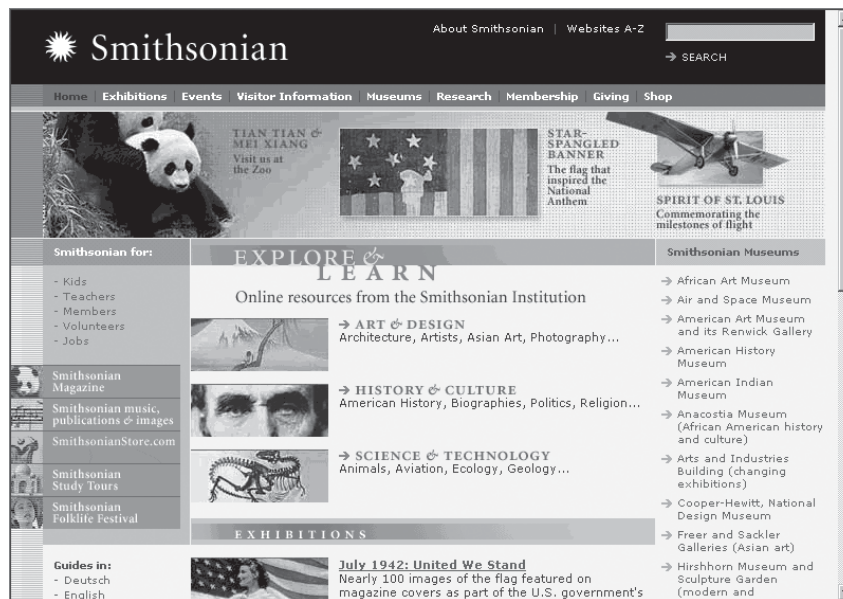 Smithsonian
About Smithsonian | Websites A-Z
SEARCH
Home | Exhibitions | Events | Visitor Information | Museums | Research | Membership | Giving | Shop
TIAN TIAN &
MEI XIANG
Visit us at
the Zoo
STAR-
SPANGLED
BANNER
The flag that
inspired the
National
Anthem
SPIRIT OF ST. LOUIS
Commemorating the
milestones of flight
Smithsonian for:
- Kids
- Teachers
- Members
- Volunteers
- Jobs
Smithsonian
Magazine
Smithsonian music,
publications & images
SmithsonianStore.com
Smithsonian
Study Tours
Smithsonian
Folklife Festival
Guides in:
- Deutsch
- English
EXPLORE &
LEARN
Online resources from the Smithsonian Institution
ART & DESIGN
Architecture, Artists, Asian Art, Photography...
HISTORY & CULTURE
American History, Biographies, Politics, Religion...
SCIENCE & TECHNOLOGY
Animals, Aviation, Ecology, Geology...
EXHIBITIONS
July 1942: United We Stand
Nearly 100 images of the flag featured on
magazine covers as part of the U.S. government's
Smithsonian Museums
African Art Museum
Air and Space Museum
American Art Museum
and its Renwick Gallery
American History
Museum
American Indian
Museum
Anacostia Museum
(African American history
and culture)
Arts and Industries
Building (changing
exhibitions)
Cooper-Hewitt, National
Design Museum
Freer and Sackler
Galleries (Asian art)
Hirshhorn Museum and
Sculpture Garden
(modern and